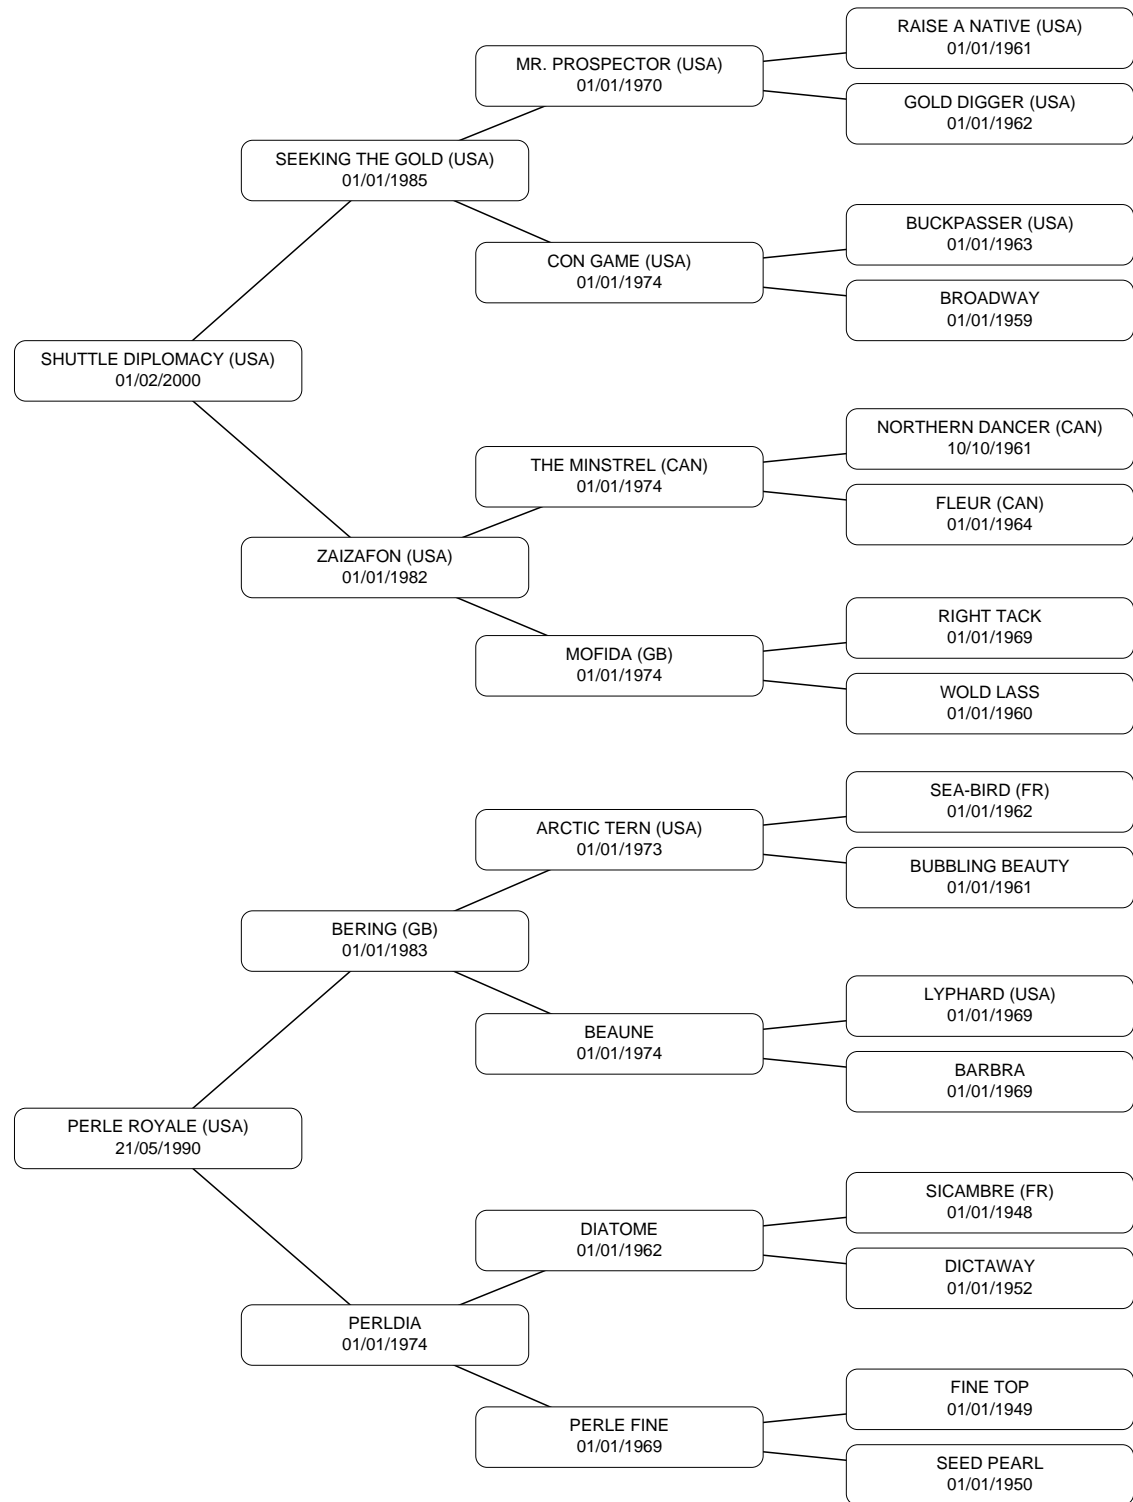 RAISE A NATIVE (USA)
01/01/1961
MR. PROSPECTOR (USA)
01/01/1970
GOLD DIGGER (USA)
01/01/1962
SEEKING THE GOLD (USA)
01/01/1985
BUCKPASSER (USA)
01/01/1963
CON GAME (USA)
01/01/1974
BROADWAY
01/01/1959
SHUTTLE DIPLOMACY (USA)
01/02/2000
NORTHERN DANCER (CAN)
10/10/1961
THE MINSTREL (CAN)
01/01/1974
FLEUR (CAN)
01/01/1964
ZAIZAFON (USA)
01/01/1982
RIGHT TACK
01/01/1969
MOFIDA (GB)
01/01/1974
WOLD LASS
01/01/1960
SEA-BIRD (FR)
01/01/1962
ARCTIC TERN (USA)
01/01/1973
BUBBLING BEAUTY
01/01/1961
BERING (GB)
01/01/1983
LYPHARD (USA)
01/01/1969
BEAUNE
01/01/1974
BARBRA
01/01/1969
PERLE ROYALE (USA)
21/05/1990
SICAMBRE (FR)
01/01/1948
DIATOME
01/01/1962
DICTAWAY
01/01/1952
PERLDIA
01/01/1974
FINE TOP
01/01/1949
PERLE FINE
01/01/1969
SEED PEARL
01/01/1950